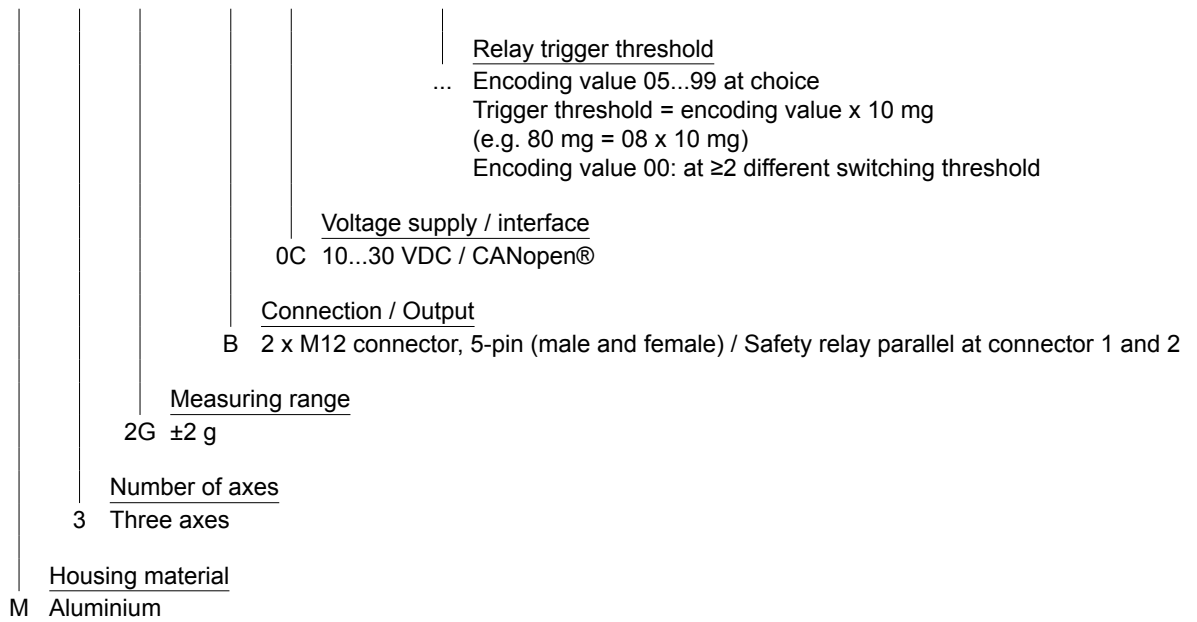 Relay trigger threshold
... Encoding value 05...99 at choice
Trigger threshold = encoding value x 10 mg
(e.g. 80 mg = 08 x 10 mg)
Encoding value 00: at ≥2 different switching threshold
Voltage supply / interface
0C 10...30 VDC / CANopen®
Connection / Output
B 2 x M12 connector, 5-pin (male and female) / Safety relay parallel at connector 1 and 2
Measuring range
2G ±2 g
Number of axes
3 Three axes
Housing material
M Aluminium